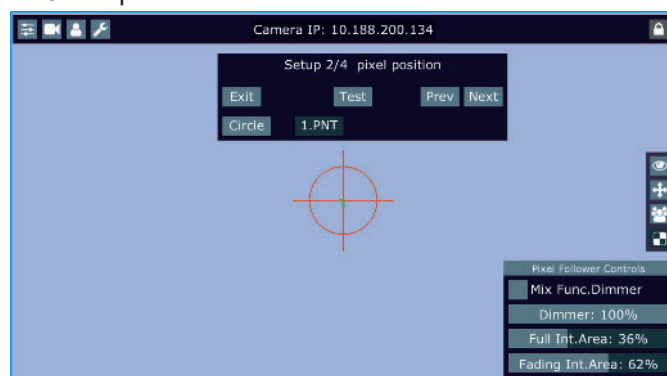 Camera IP: 10.188.200.134
Setup 2/4 pixel position
Exit Test Prev Next
Circle 1.PNT
Pixel Follower Controls
Mix Func.Dimmer
Dimmer: 100%
Full Int.Area: 36%
Fading Int.Area: 62%